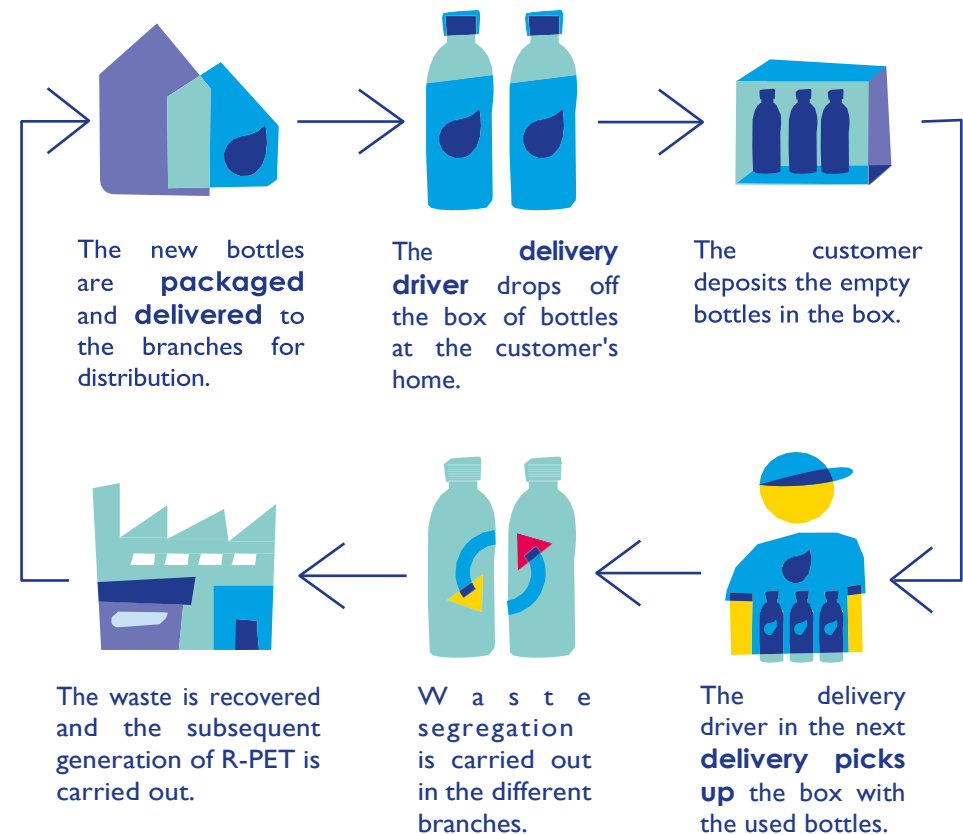 The new bottles
are packaged
and delivered to
the branches for
distribution.
The delivery
driver drops off
the box of bottles
at the customer's
home.
The customer
deposits the empty
bottles in the box.
The delivery
driver in the next
delivery picks
up the box with
the used bottles.
W a s t e
segregation
is carried out
in the different
branches.
The waste is recovered
and the subsequent
generation of R-PET is
carried out.